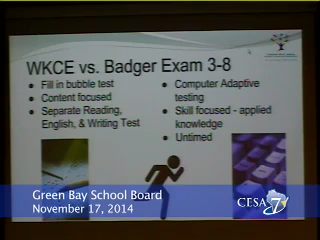 WKCE vs. Badger Exam 3-8
Fill in bubble test
Content focused
Separate Reading,
English, & Writing Test
Computer Adaptive
testing
Skill focused - applied
knowledge
Untimed
Green Bay School Board
November 17, 2014
CESA 7